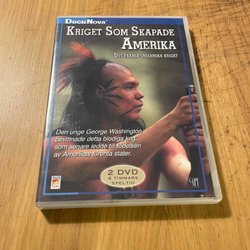 DocuNova
KRIGET SOM SKAPADE
AMERIKA
DET FRANSK-INDIANSKA KRIGET
Den unge George Washington
bevittnade detta blodiga krig
som senare ledde till födelsen
av Amerikas förenta stater.
2 DVD
4 TIMMARS
SPELTID